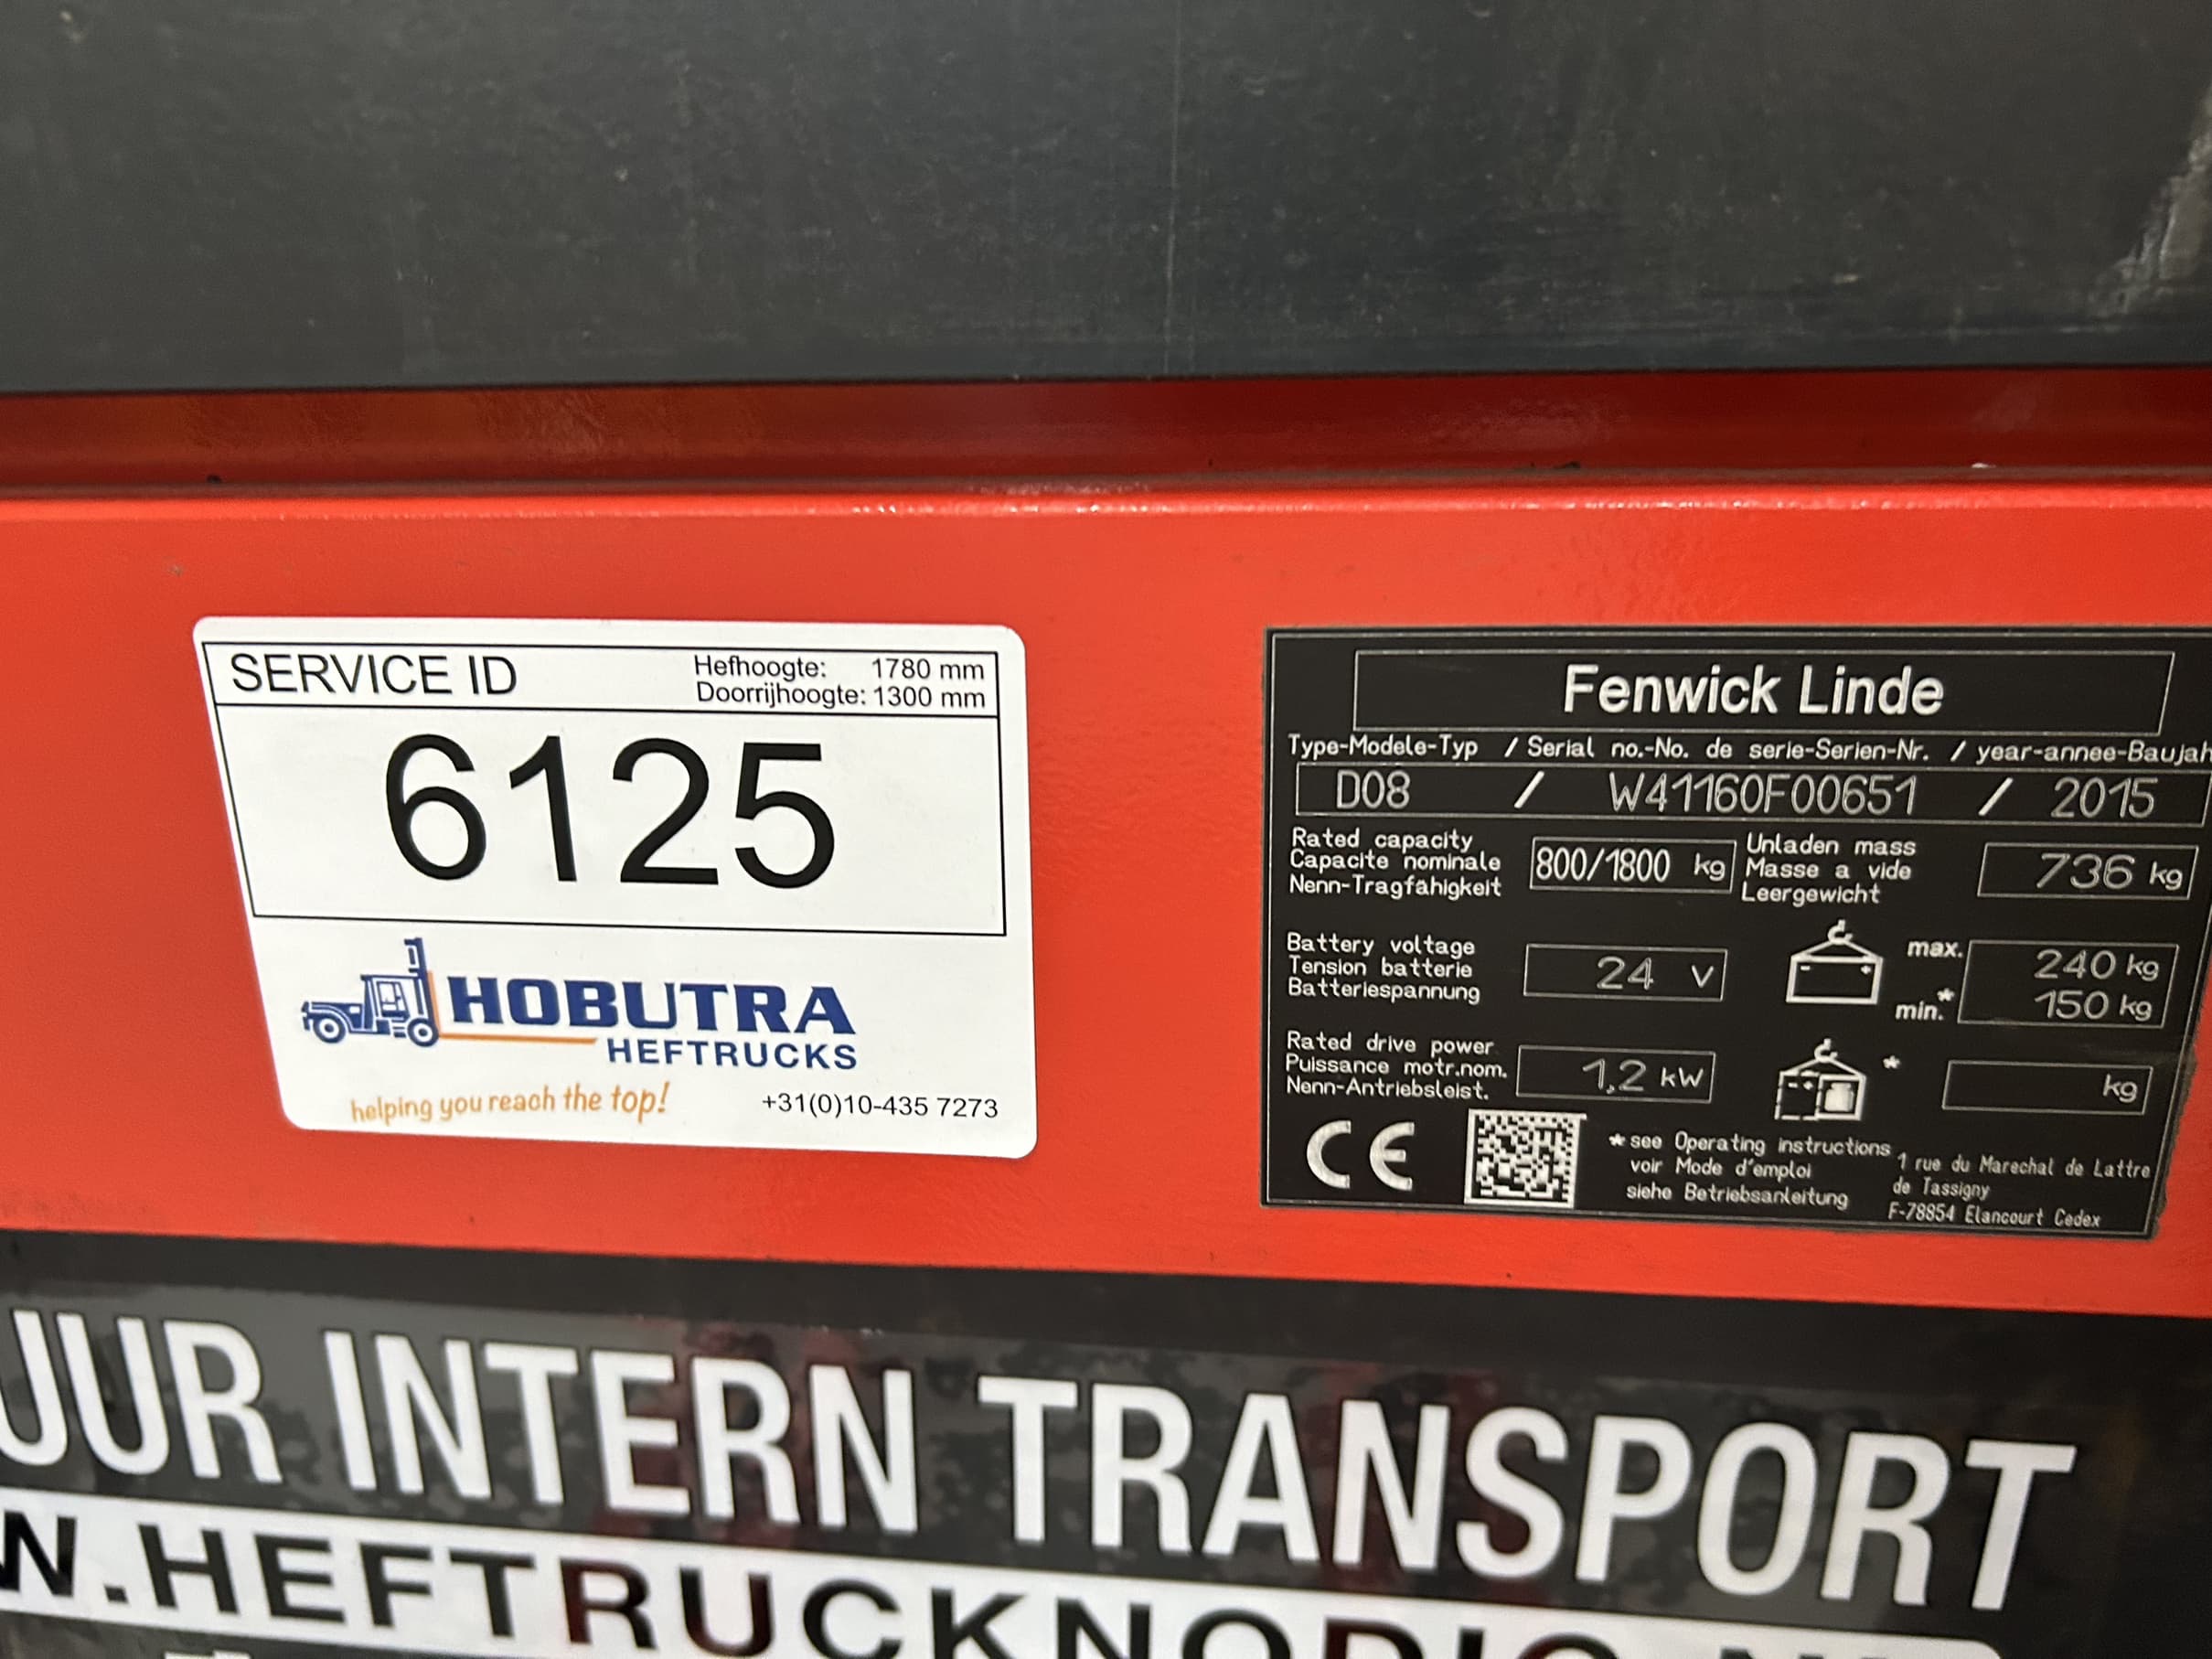 SERVICE ID
Hefhoogte: 1780 mm
Doorrijhoogte: 1300 mm
6125
HOBUTRA
HEFTRUCKS
helping you reach the top!
+31(0)10-435 7273
Fenwick Linde
Type-Modele-Typ / Serial no.-No. de serie-Serien-Nr. / year-annee-Baujah
D08 / W41160F00651 / 2015
Rated capacity
Capacite nominale
Nenn-Tragfähigkeit
800/1800 kg
Unladen mass
Masse a vide
Leergewicht
736 kg
Battery voltage
Tension batterie
Batteriespannung
24 V
max. 240 kg
min.* 150 kg
Rated drive power
Puissance motr.nom.
Nenn-Antriebsleist.
1,2 kW
* kg
CE
* see Operating instructions
voir Mode d'emploi
siehe Betriebsanleitung
1 rue du Marechal de Lattre
de Tassigny
F-78854 Elancourt Cedex
UUR INTERN TRANSPORT
W.HEFTRUCKNODIG.NL